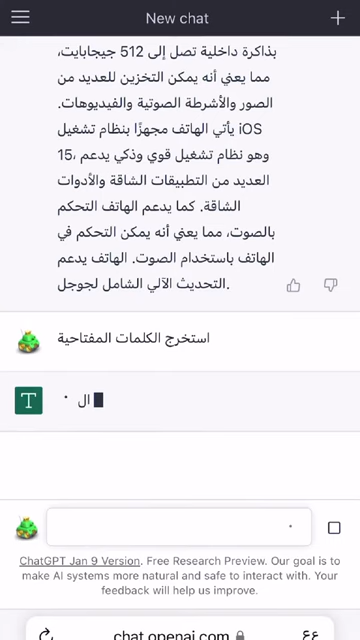 New chat
بذاكرة داخلية تصل إلى 512 جيجابايت،
مما يعني أنه يمكن التخزين للعديد من
الصور والأشرطة الصوتية والفيديوهات.
يأتي الهاتف مجهزًا بنظام تشغيل iOS
15، وهو نظام تشغيل قوي وذكي يدعم
العديد من التطبيقات الشاقة والأدوات
الشاقة. كما يدعم الهاتف التحكم
بالصوت، مما يعني أنه يمكن التحكم في
الهاتف باستخدام الصوت. الهاتف يدعم
التحديث الآلي الشامل لجوجل.
استخرج الكلمات المفتاحية
• ال
ChatGPT Jan 9 Version. Free Research Preview. Our goal is to
make AI systems more natural and safe to interact with. Your
feedback will help us improve.
chat.openai.com
عع